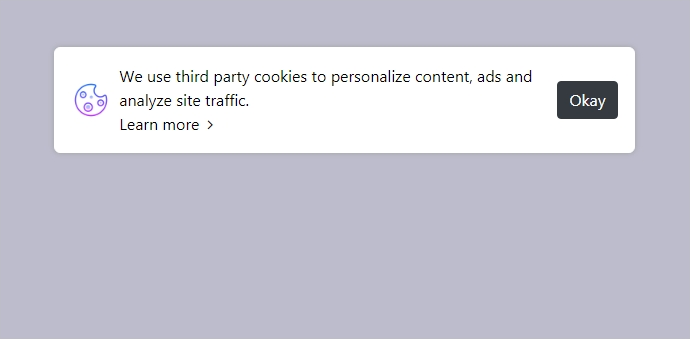 We use third party cookies to personalize content, ads and
analyze site traffic.
Learn more >
Okay